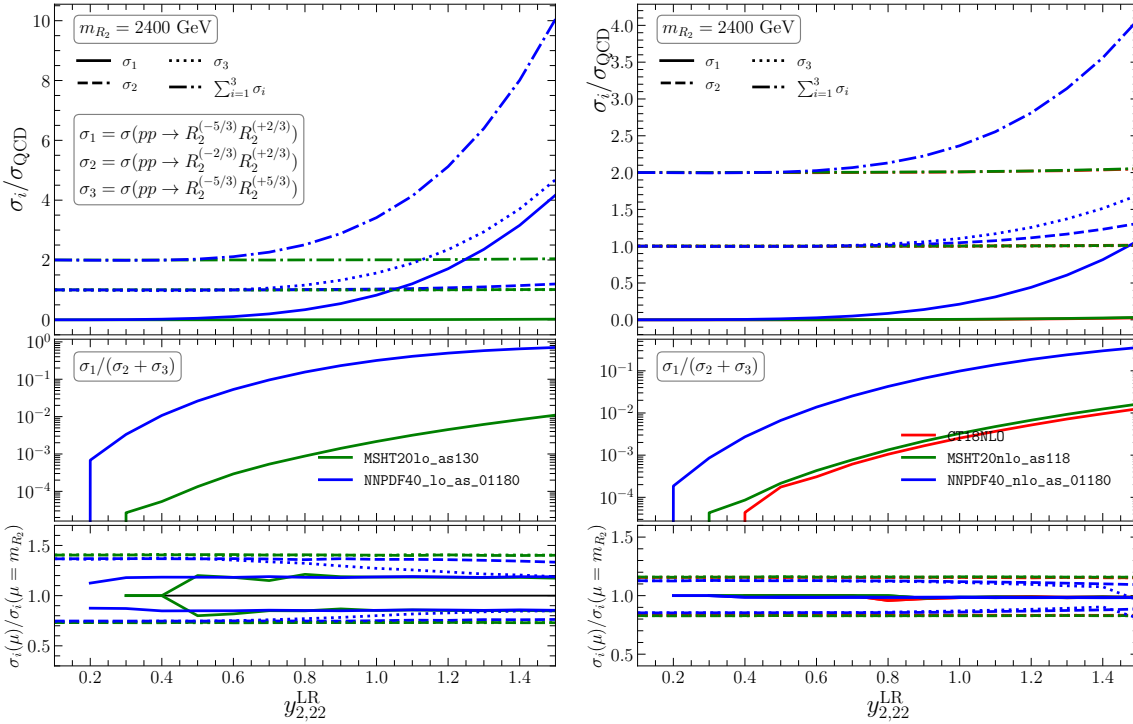 10
8
6
4
2
0
σ_i/σ_QCD
m_{R_2} = 2400 GeV
σ_1
σ_2
σ_3
∑_{i=1}^{3} σ_i
σ_1 = σ(pp → R_2^{(−5/3)} R_2^{(+2/3)})
σ_2 = σ(pp → R_2^{(−2/3)} R_2^{(+2/3)})
σ_3 = σ(pp → R_2^{(−5/3)} R_2^{(+5/3)})
10^0
10^{−1}
10^{−2}
10^{−3}
10^{−4}
σ_1/(σ_2 + σ_3)
MSHT20lo_as130
NNPDF40_lo_as_01180
1.5
1.0
0.5
σ_i(μ)/σ_i(μ = m_{R_2})
0.2 0.4 0.6 0.8 1.0 1.2 1.4
y_{2,22}^{LR}
4.0
3.5
3.0
2.5
2.0
1.5
1.0
0.5
0.0
σ_i/σ_QCD
m_{R_2} = 2400 GeV
σ_1
σ_2
σ_3
∑_{i=1}^{3} σ_i
10^{−1}
10^{−2}
10^{−3}
10^{−4}
σ_1/(σ_2 + σ_3)
CT18NLO
MSHT20nlo_as118
NNPDF40_nlo_as_01180
1.5
1.0
0.5
σ_i(μ)/σ_i(μ = m_{R_2})
0.2 0.4 0.6 0.8 1.0 1.2 1.4
y_{2,22}^{LR}